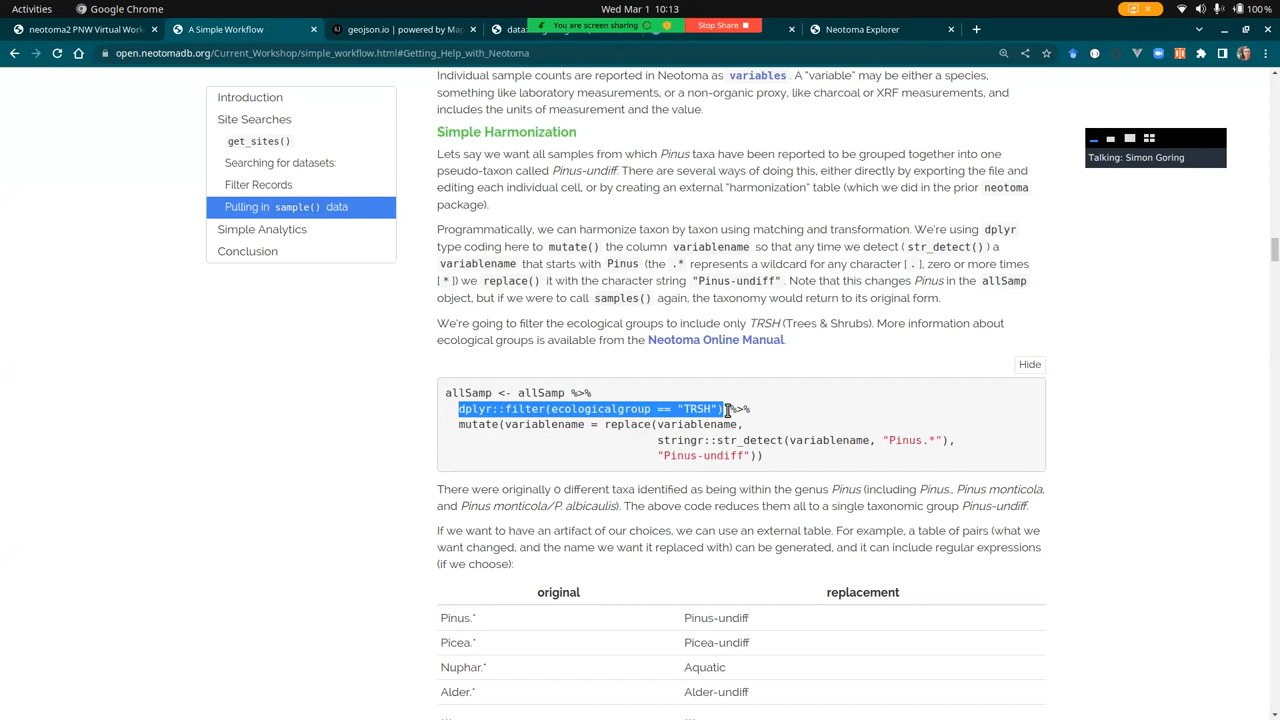 Activities
Google Chrome
Wed Mar 1 10:13
100 %
neotoma2 PNW Virtual Work
A Simple Workflow
geojson.io | powered by Ma
You are screen sharing
Stop Share
Neotoma Explorer
open.neotomadb.org/Current_Workshop/simple_workflow.html#Getting_Help_with_Neotoma
Introduction
Site Searches
get_sites()
Searching for datasets:
Filter Records
Pulling in sample() data
Simple Analytics
Conclusion
Individual sample counts are reported in Neotoma as variables. A "variable" may be either a species,
something like laboratory measurements, or a non-organic proxy, like charcoal or XRF measurements, and
includes the units of measurement and the value.
Simple Harmonization
Lets say we want all samples from which Pinus taxa have been reported to be grouped together into one
pseudo-taxon called Pinus-undiff. There are several ways of doing this, either directly by exporting the file and
editing each individual cell, or by creating an external "harmonization" table (which we did in the prior neotoma
package).
Programmatically, we can harmonize taxon by taxon using matching and transformation. We're using dplyr
type coding here to mutate() the column variablename so that any time we detect (str_detect()) a
variablename that starts with Pinus (the .* represents a wildcard for any character [.], zero or more times
[*]) we replace() it with the character string "Pinus-undiff". Note that this changes Pinus in the allSamp
object, but if we were to call samples() again, the taxonomy would return to its original form.
We're going to filter the ecological groups to include only TRSH (Trees & Shrubs). More information about
ecological groups is available from the Neotoma Online Manual.
Hide
allSamp <- allSamp %>%
dplyr::filter(ecologicalgroup == "TRSH") %>%
mutate(variablename = replace(variablename,
stringr::str_detect(variablename, "Pinus.*"),
"Pinus-undiff"))
There were originally 0 different taxa identified as being within the genus Pinus (including Pinus., Pinus monticola,
and Pinus monticola/P. albicaulis). The above code reduces them all to a single taxonomic group Pinus-undiff.
If we want to have an artifact of our choices, we can use an external table. For example, a table of pairs (what we
want changed, and the name we want it replaced with) can be generated, and it can include regular expressions
(if we choose):
original replacement
Pinus.* Pinus-undiff
Picea.* Picea-undiff
Nuphar.* Aquatic
Alder.* Alder-undiff
Talking: Simon Goring